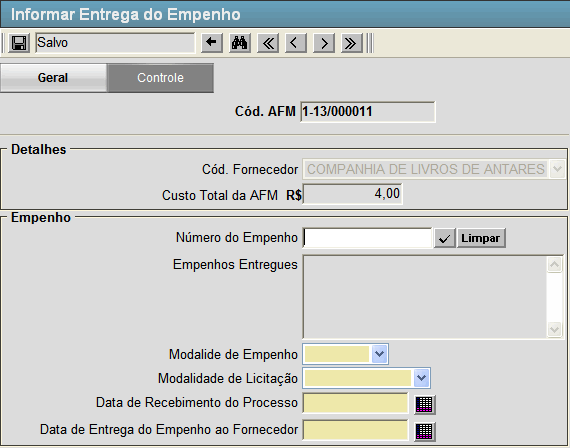 Informar Entrega do Empenho
Salvo
Geral Controle
Cód. AFM 1-13/000011
Detalhes
Cód. Fornecedor COMPANHIA DE LIVROS DE ANTARES
Custo Total da AFM R$ 4,00
Empenho
Número do Empenho Limpar
Empenhos Entregues
Modalide de Empenho
Modalidade de Licitação
Data de Recebimento do Processo
Data de Entrega do Empenho ao Fornecedor